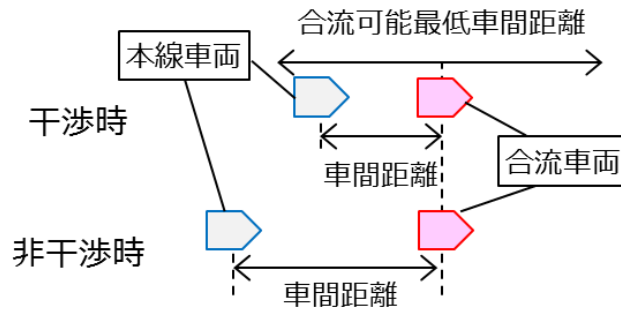 合流可能最低車間距離
本線車両
干渉時
車間距離
合流車両
非干渉時
車間距離